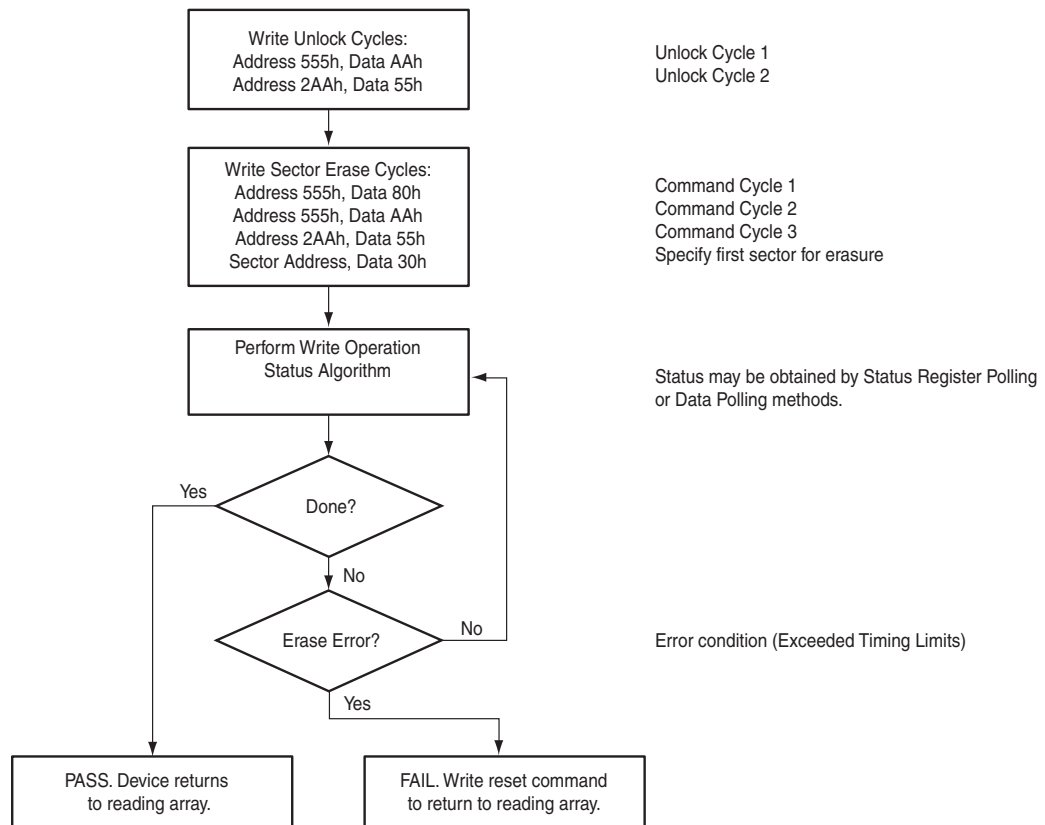 Write Unlock Cycles:
Address 555h, Data AAh
Address 2AAh, Data 55h
Unlock Cycle 1
Unlock Cycle 2
Write Sector Erase Cycles:
Address 555h, Data 80h
Address 555h, Data AAh
Address 2AAh, Data 55h
Sector Address, Data 30h
Command Cycle 1
Command Cycle 2
Command Cycle 3
Specify first sector for erasure
Perform Write Operation
Status Algorithm
Status may be obtained by Status Register Polling
or Data Polling methods.
Yes
Done?
No
Erase Error?
No
Error condition (Exceeded Timing Limits)
Yes
PASS. Device returns
to reading array.
FAIL. Write reset command
to return to reading array.